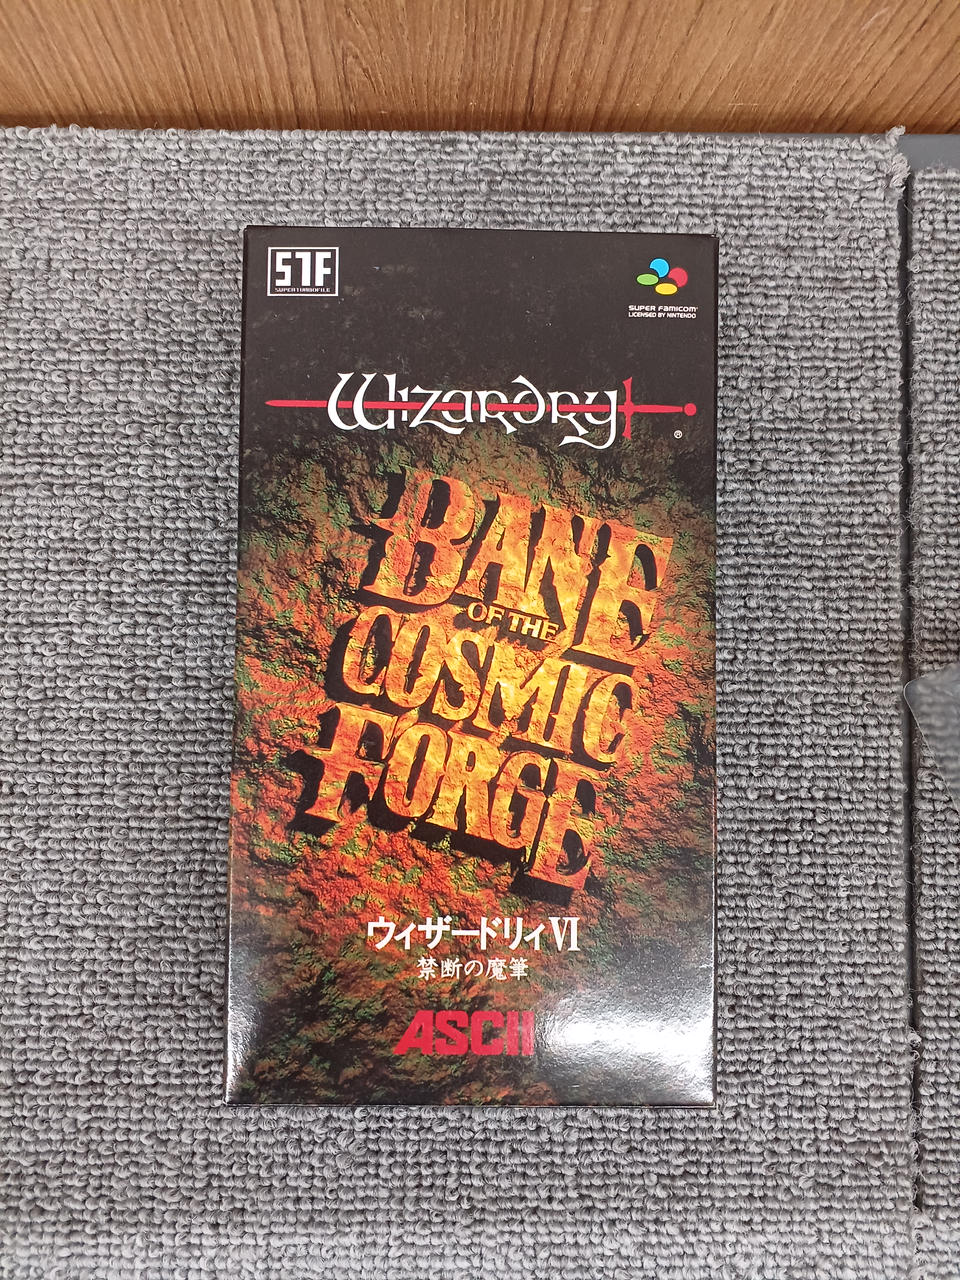 STF
SUPER TURBO FILE
SUPER FAMICOM
LICENSED BY NINTENDO
Wizardry
®
BANE
OF THE
COSMIC
FORGE
ウィザードリィVI
禁断の魔筆
ASCII